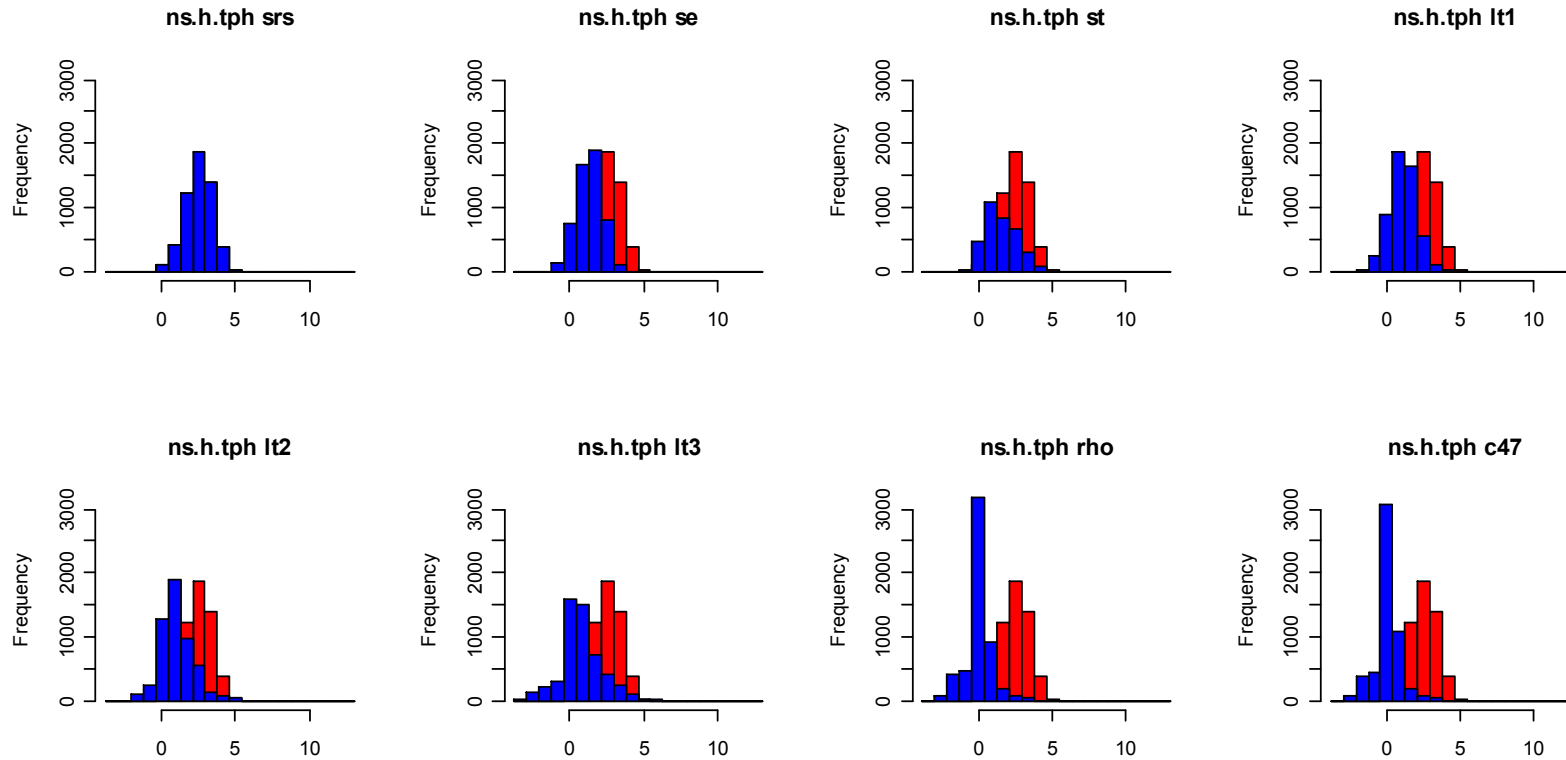 ns.h.tph srs
ns.h.tph se
ns.h.tph st
ns.h.tph lt1
Frequency
0 1000 2000 3000
0 5 10
Frequency
0 1000 2000 3000
0 5 10
Frequency
0 1000 2000 3000
0 5 10
Frequency
0 1000 2000 3000
0 5 10
ns.h.tph lt2
ns.h.tph lt3
ns.h.tph rho
ns.h.tph c47
Frequency
0 1000 2000 3000
0 5 10
Frequency
0 1000 2000 3000
0 5 10
Frequency
0 1000 2000 3000
0 5 10
Frequency
0 1000 2000 3000
0 5 10